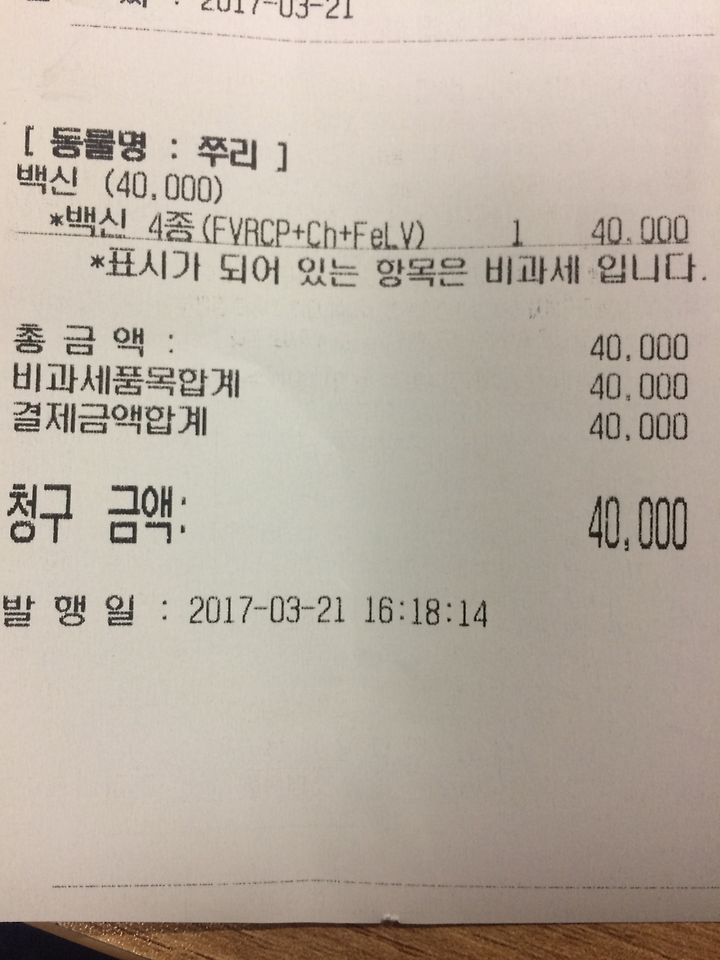 : 2017-03-21
[ 동물명 : 쭈리 ]
백신 (40,000)
*백신 4종(FVRCP+Ch+FeLV) 1 40,000
*표시가 되어 있는 항목은 비과세 입니다.
총 금 액 : 40,000
비과세품목합계 40,000
결제금액합계 40,000
청구 금액: 40,000
발 행 일 : 2017-03-21 16:18:14